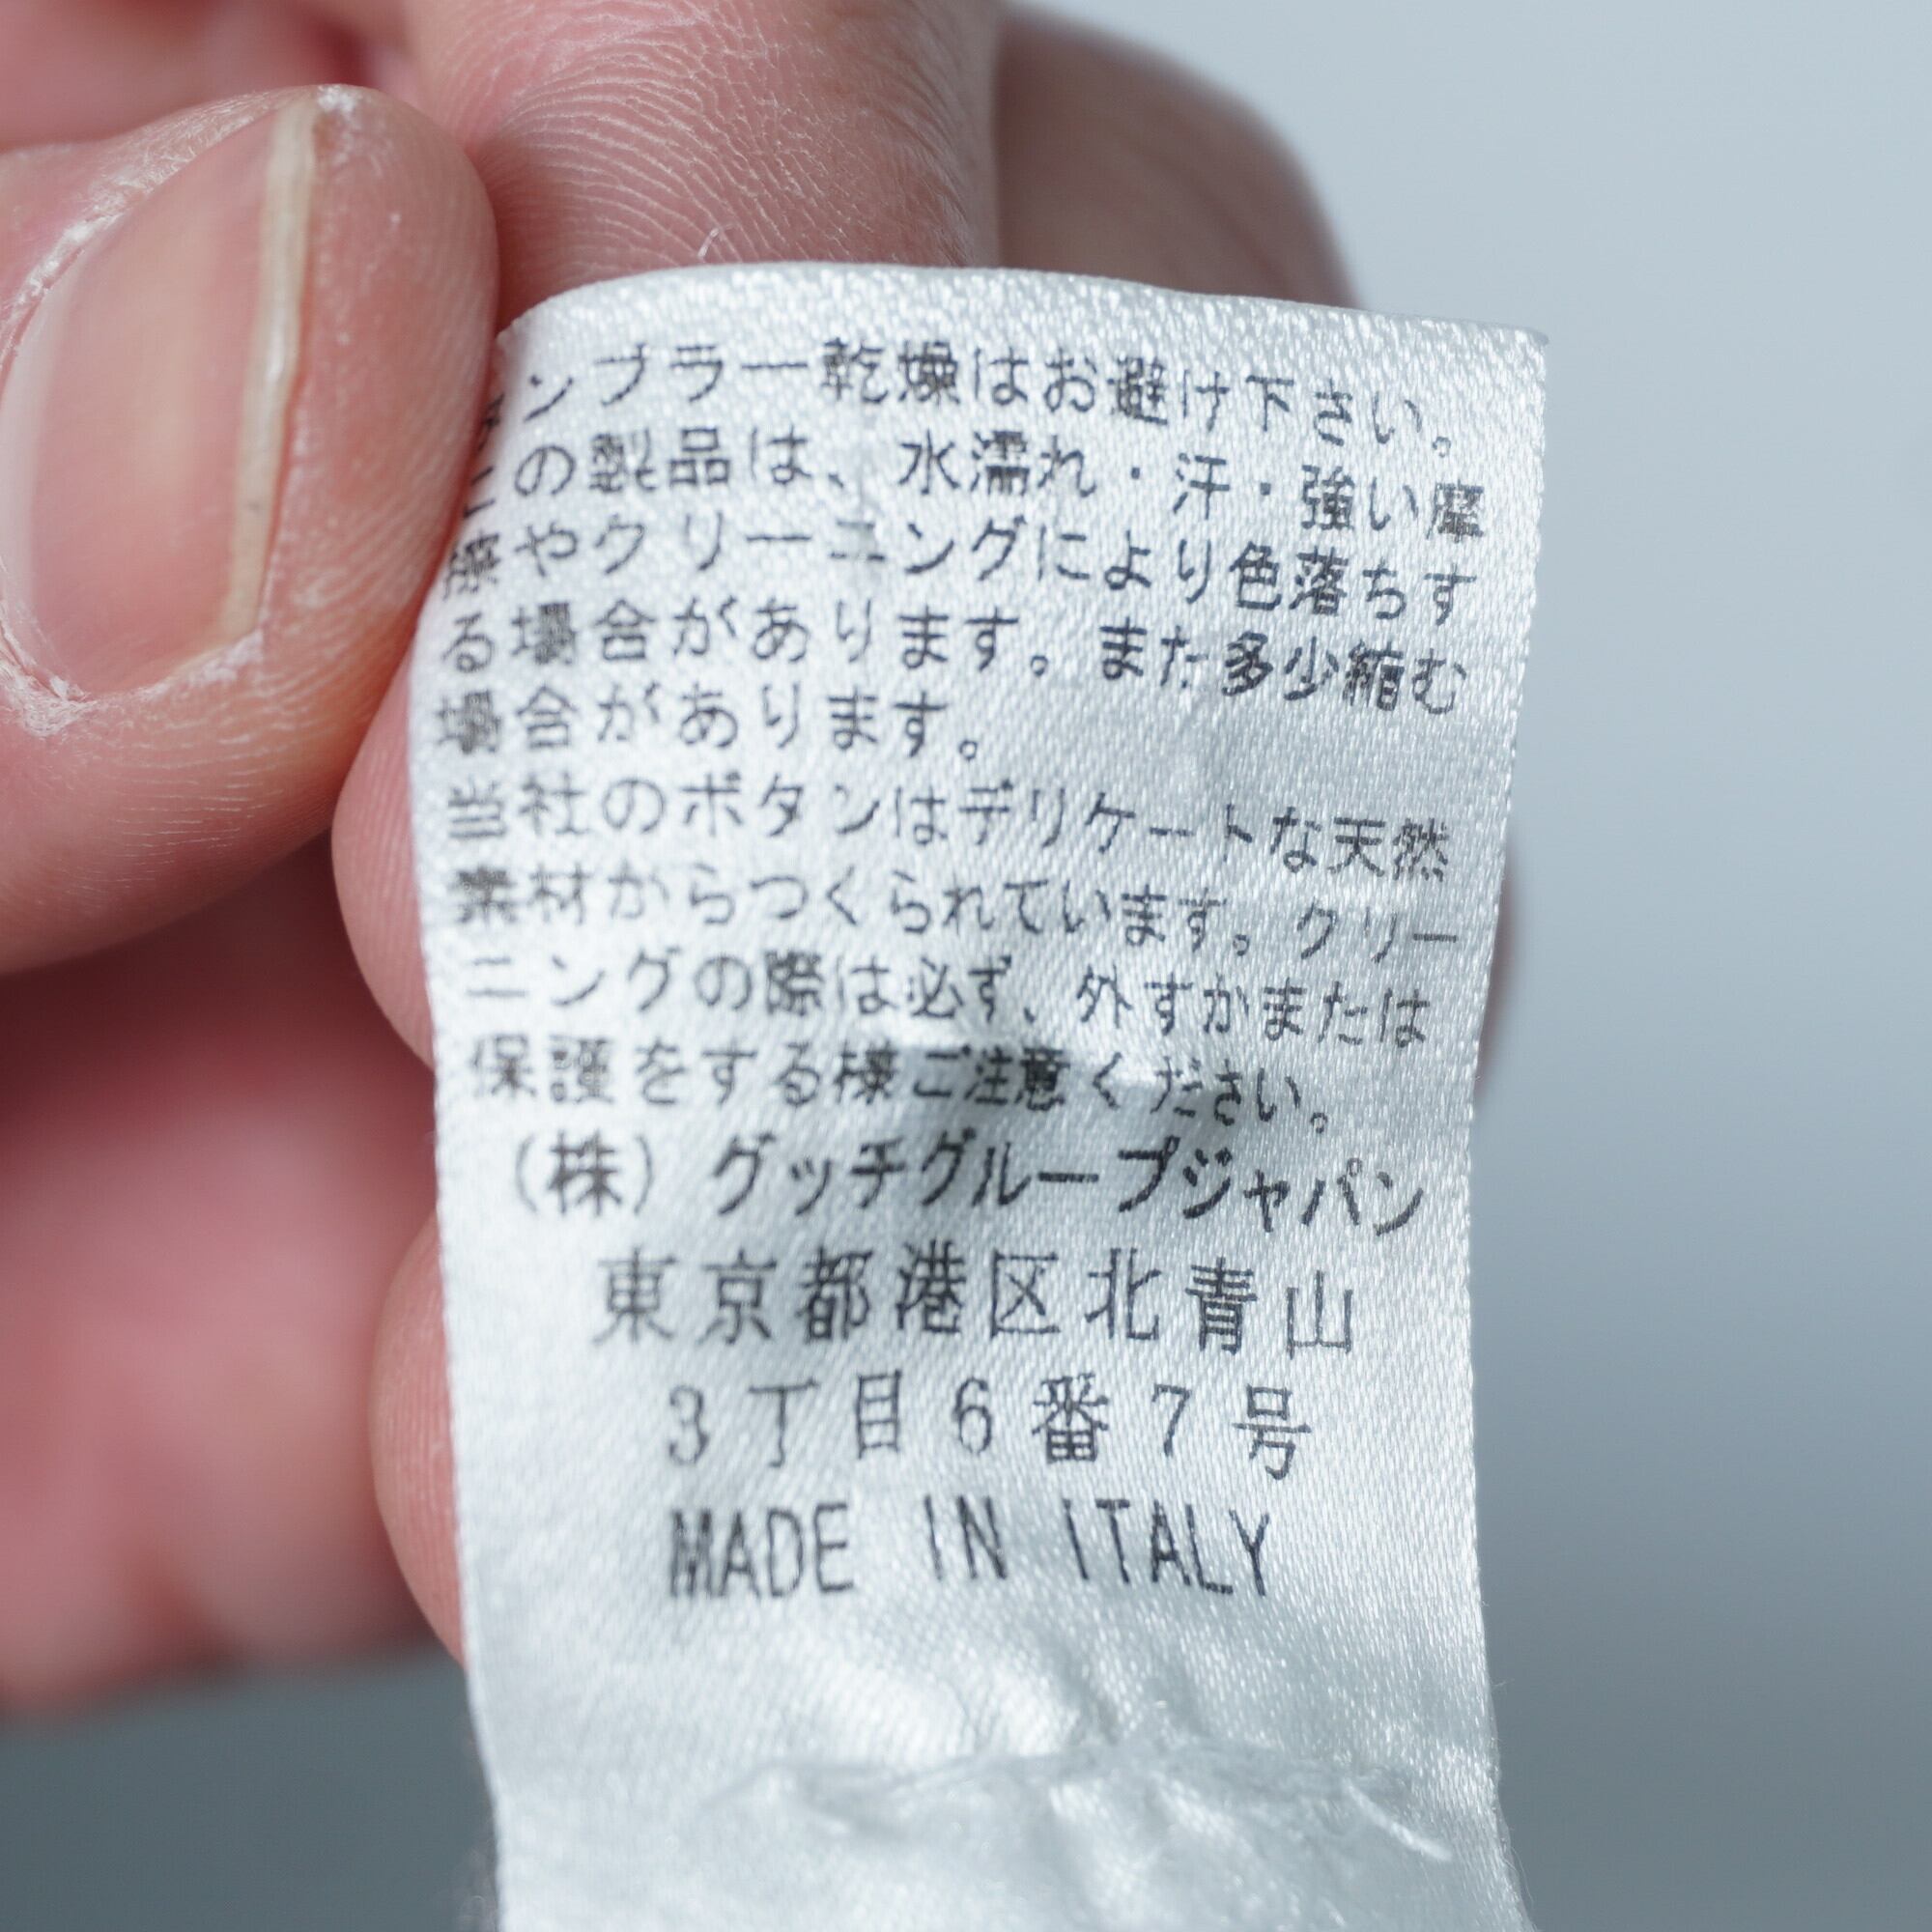 タンブラー乾燥はお避け下さい。
この製品は、水濡れ・汗・強い摩
擦やクリーニングにより色落ちす
る場合があります。また多少縮む
場合があります。
当社のボタンはデリケートな天然
素材からつくられています。クリー
ニングの際は必ず、外すかまたは
保護をする様ご注意ください。
(株)グッチグループジャパン
東京都港区北青山
3丁目6番7号
MADE IN ITALY